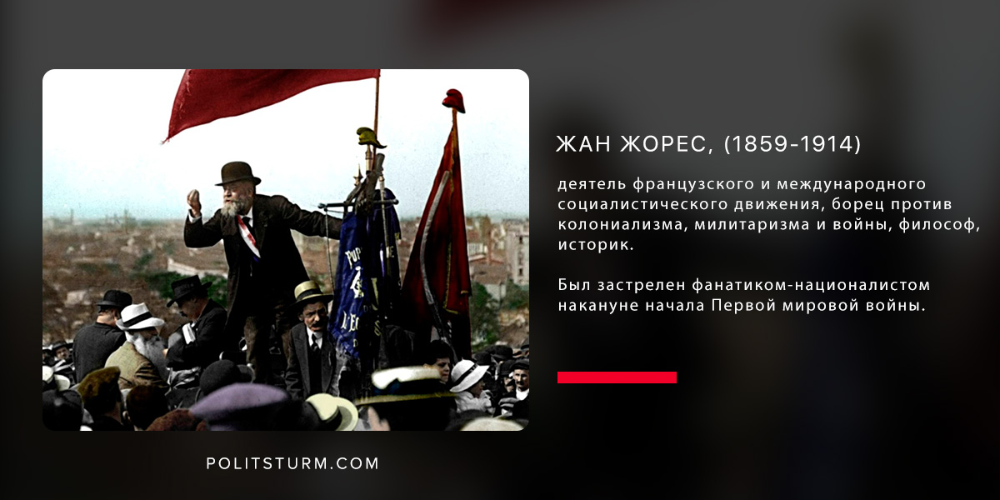 ЖАН ЖОРЕС, (1859-1914)
деятель французского и международного
социалистического движения, борец против
колониализма, милитаризма и войны, философ,
историк.
Был застрелен фанатиком-националистом
накануне начала Первой мировой войны.
POLITSTURM.COM